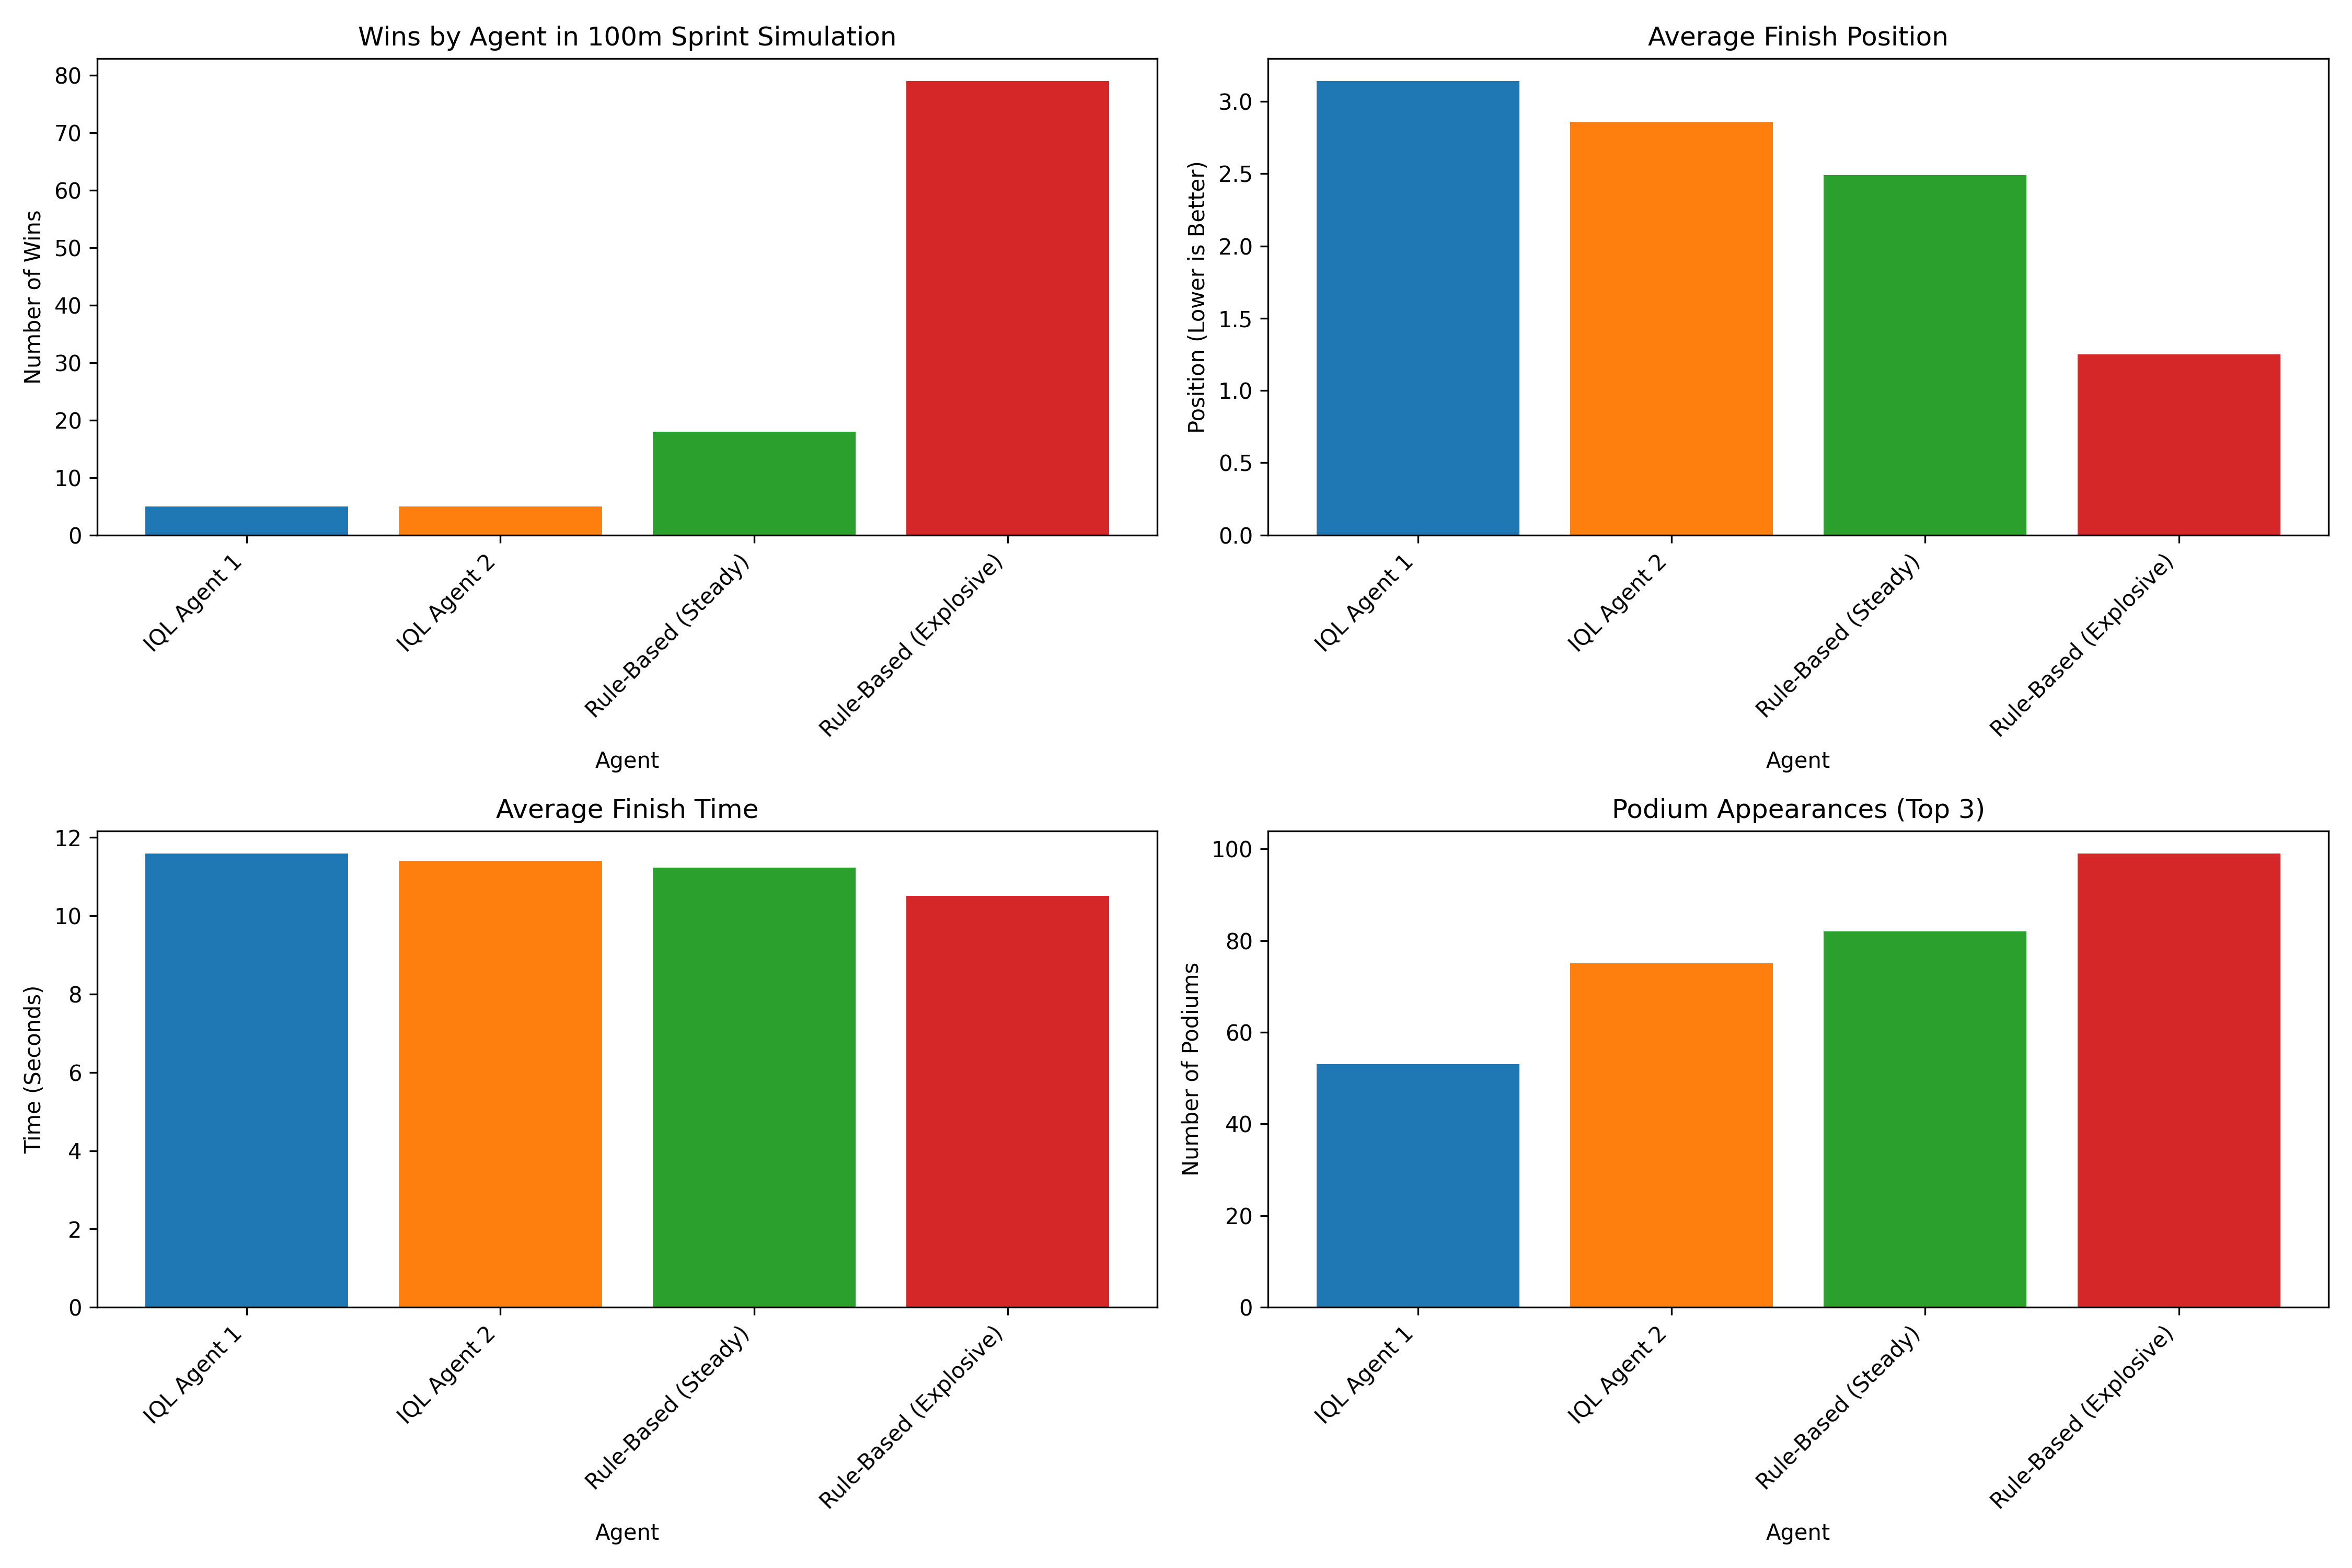 Wins by Agent in 100m Sprint Simulation
Number of Wins
80
70
60
50
40
30
20
10
0
IQL Agent 1
IQL Agent 2
Rule-Based (Steady)
Rule-Based (Explosive)
Agent
Average Finish Position
Position (Lower is Better)
3.0
2.5
2.0
1.5
1.0
0.5
0.0
IQL Agent 1
IQL Agent 2
Rule-Based (Steady)
Rule-Based (Explosive)
Agent
Average Finish Time
Time (Seconds)
12
10
8
6
4
2
0
IQL Agent 1
IQL Agent 2
Rule-Based (Steady)
Rule-Based (Explosive)
Agent
Podium Appearances (Top 3)
Number of Podiums
100
80
60
40
20
0
IQL Agent 1
IQL Agent 2
Rule-Based (Steady)
Rule-Based (Explosive)
Agent